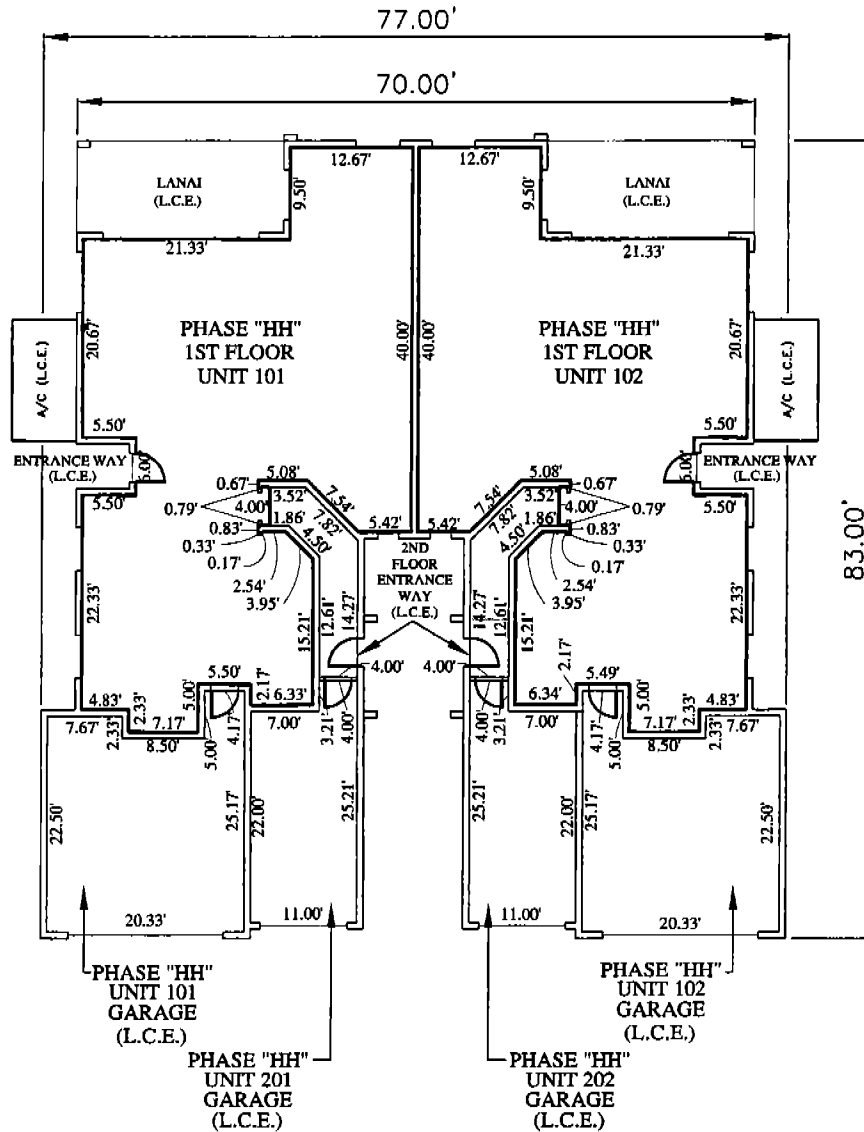 77.00'
70.00'
12.67' 12.67'
LANAI
(L.C.E.)
9.50'
9.50'
LANAI
(L.C.E.)
21.33' 21.33'
PHASE "HH"
1ST FLOOR
UNIT 101
PHASE "HH"
1ST FLOOR
UNIT 102
20.67' 40.00' 40.00' 20.67'
A/C (L.C.E.)
A/C (L.C.E.)
83.00'
5.50' 5.50'
ENTRANCE WAY
(L.C.E.)
6.00'
6.00'
ENTRANCE WAY
(L.C.E.)
5.50' 5.50'
0.67' 5.08' 7.54' 7.54' 5.08' 0.67'
0.79' 4.00' 3.52' 7.82' 7.82' 3.52' 4.00' 0.79'
0.83' 1.86' 4.50' 5.42' 5.42' 4.50' 1.86' 0.83'
0.33' 0.33'
0.17' 0.17'
2.54' 2.54'
3.95' 3.95'
2ND
FLOOR
ENTRANCE
WAY
(L.C.E.)
22.33' 15.21' 12.61' 14.27' 14.27' 12.61' 15.21' 22.33'
4.00' 4.00'
4.83' 2.33' 5.00' 5.50' 2.17' 6.33' 6.34' 2.17' 5.49' 5.00' 2.33' 4.83'
7.67' 2.33' 7.17' 4.17' 7.00' 3.21' 4.00' 4.00' 3.21' 7.00' 4.17' 7.17' 2.33' 7.67'
8.50' 5.00' 5.00' 8.50'
22.50' 25.17' 22.00' 25.21' 25.21' 22.00' 25.17' 22.50'
20.33' 11.00' 11.00' 20.33'
PHASE "HH"
UNIT 101
GARAGE
(L.C.E.)
PHASE "HH"
UNIT 102
GARAGE
(L.C.E.)
PHASE "HH"
UNIT 201
GARAGE
(L.C.E.)
PHASE "HH"
UNIT 202
GARAGE
(L.C.E.)